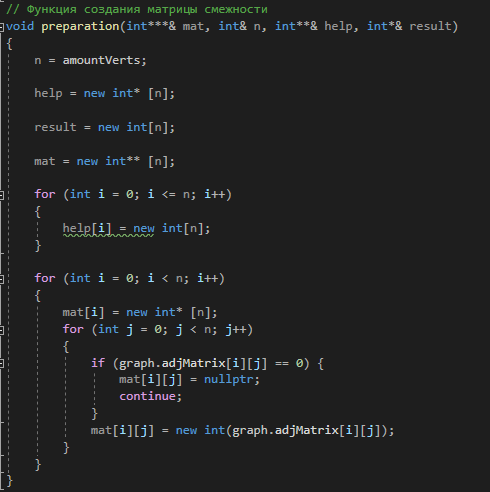 // Функция создания матрицы смежности
void preparation(int***& mat, int& n, int**& help, int*& result)
{
    n = amountVerts;
    help = new int* [n];
    result = new int[n];
    mat = new int** [n];
    for (int i = 0; i <= n; i++)
    {
        help[i] = new int[n];
    }
    for (int i = 0; i < n; i++)
    {
        mat[i] = new int* [n];
        for (int j = 0; j < n; j++)
        {
            if (graph.adjMatrix[i][j] == 0) {
                mat[i][j] = nullptr;
                continue;
            }
            mat[i][j] = new int(graph.adjMatrix[i][j]);
        }
    }
}